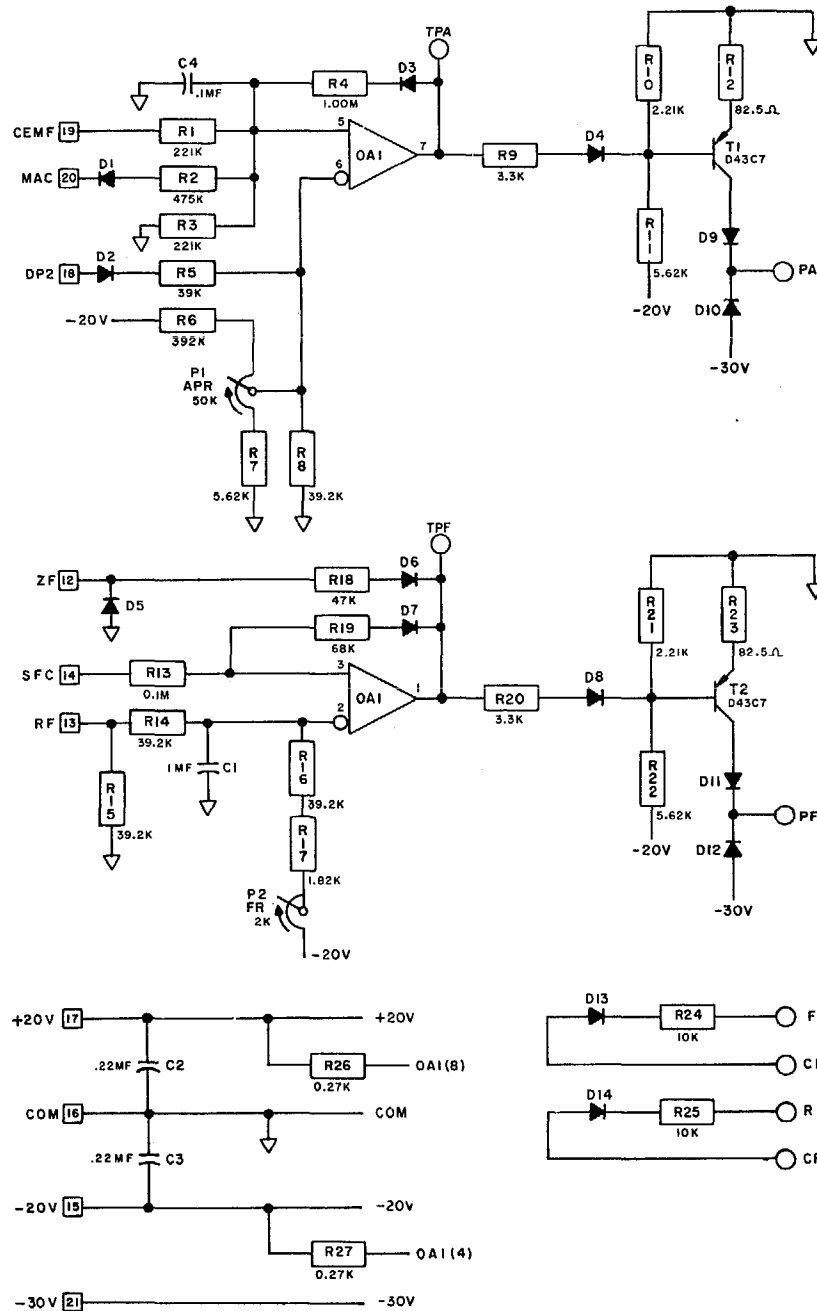 TPA
C4
.1MF
R4
1.00M
D3
CEMF 19
R1
221K
5
7
OA1
6
MAC 20
D1
R2
475K
R3
221K
DP2 18
D2
R5
39K
-20V
R6
392K
P1
APR
50K
R7
5.62K
R8
39.2K
R9
3.3K
D4
R10
2.21K
R12
82.5Ω
T1
D43C7
R11
5.62K
-20V
D9
PA
D10
-30V
TPF
ZF 12
D5
R18
47K
D6
R19
68K
D7
SFC 14
R13
0.1M
3
1
OA1
2
RF 13
R14
39.2K
1MF
C1
R15
39.2K
R16
39.2K
R17
1.82K
P2
FR
2K
-20V
R20
3.3K
D8
R21
2.21K
R23
82.5Ω
T2
D43C7
R22
5.62K
-20V
D11
PF
D12
-30V
+20V 17
+20V
.22MF
C2
R26
0.27K
OA1(8)
COM 16
COM
.22MF
C3
-20V 15
-20V
R27
0.27K
OA1(4)
-30V 21
-30V
D13
R24
10K
F
D14
R25
10K
R